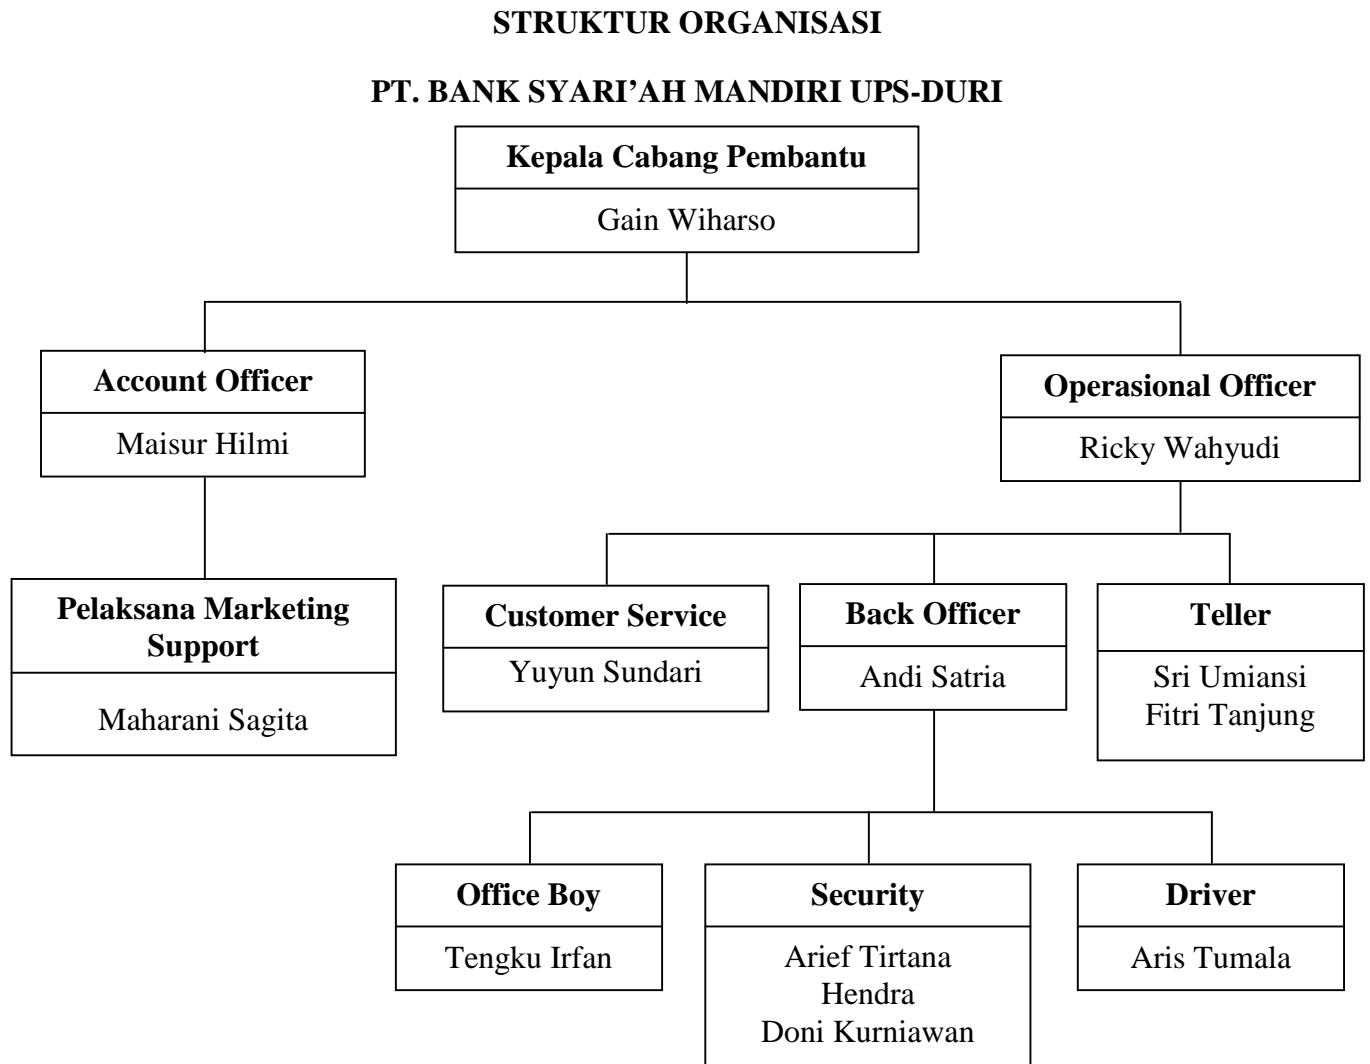 STRUKTUR ORGANISASI
PT. BANK SYARI’AH MANDIRI UPS-DURI
Kepala Cabang Pembantu
Gain Wiharso
Account Officer
Maisur Hilmi
Operasional Officer
Ricky Wahyudi
Pelaksana Marketing
Support
Maharani Sagita
Customer Service
Yuyun Sundari
Back Officer
Andi Satria
Teller
Sri Umiansi
Fitri Tanjung
Office Boy
Tengku Irfan
Security
Arief Tirtana
Hendra
Doni Kurniawan
Driver
Aris Tumala